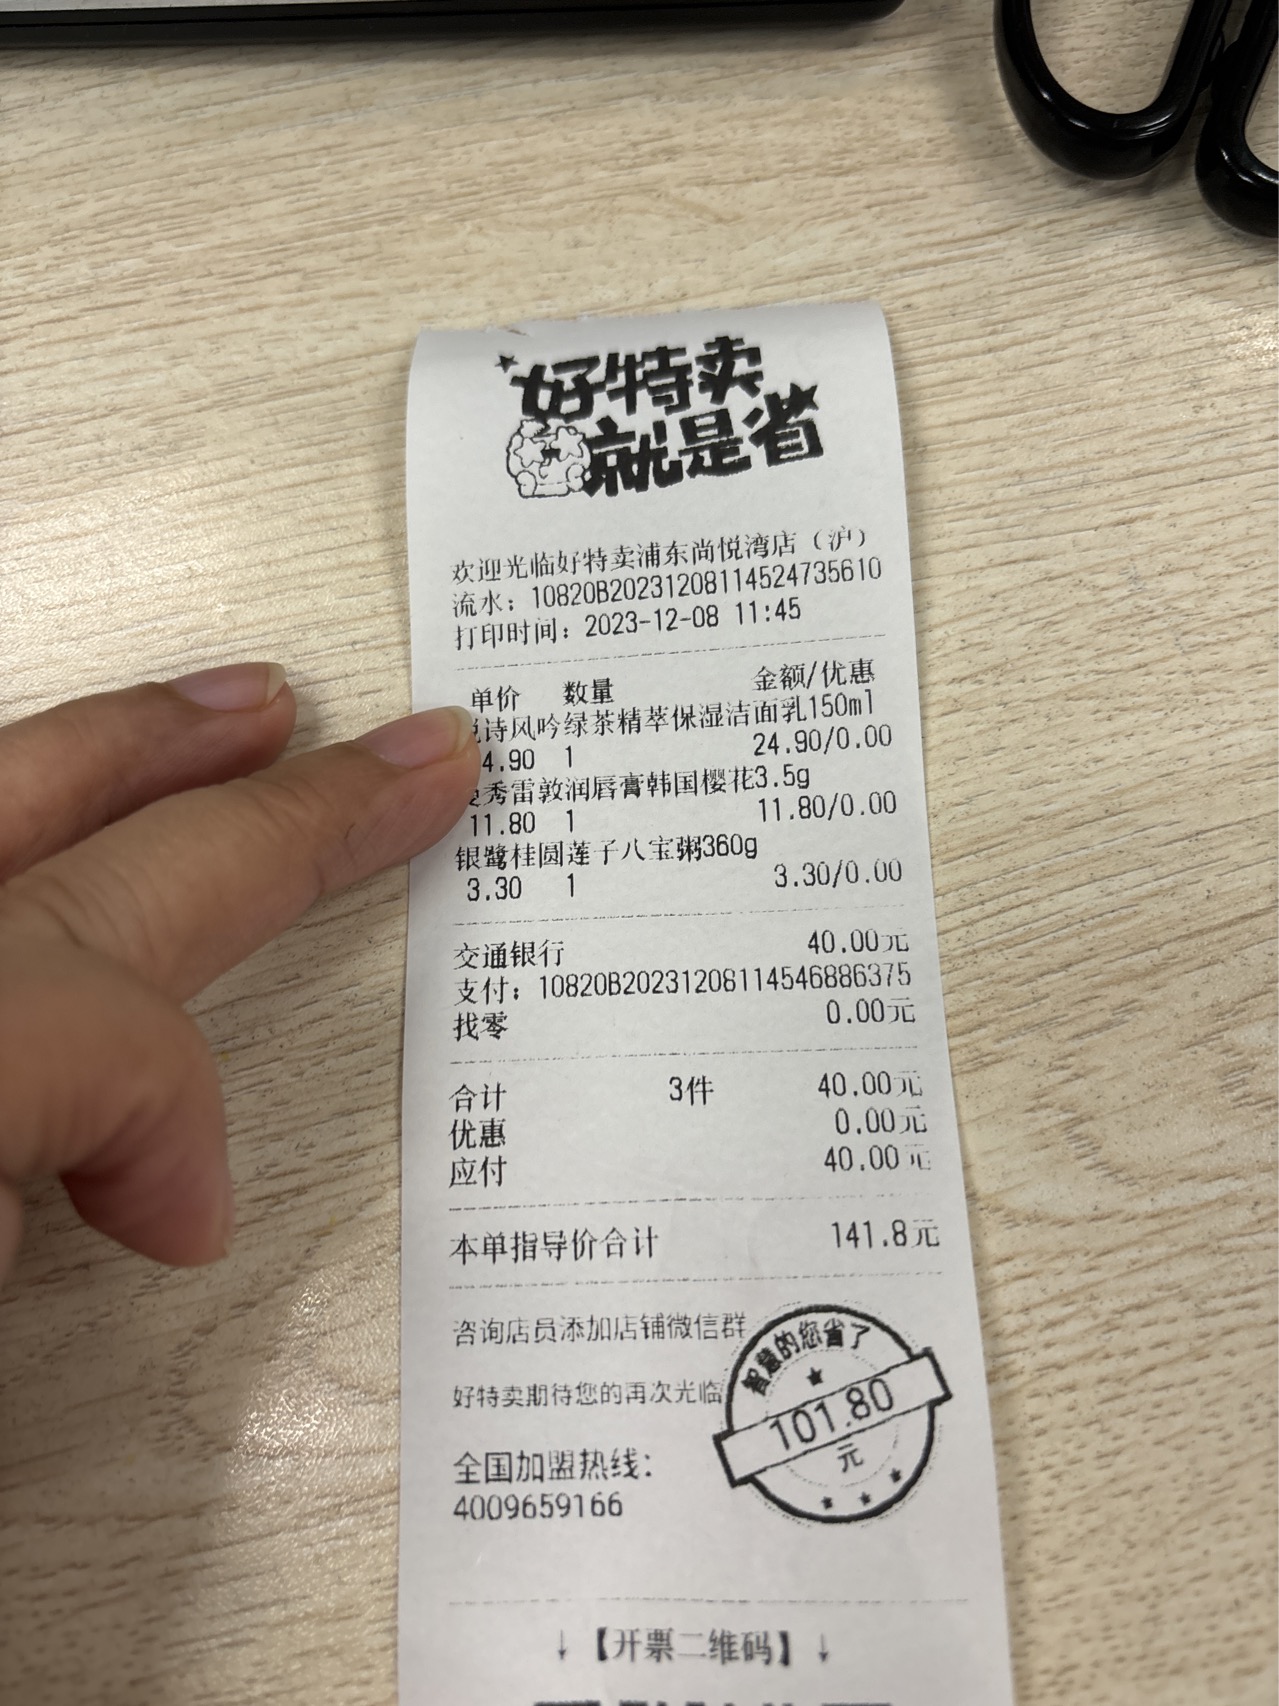 好特卖
就是省
欢迎光临好特卖浦东尚悦湾店（沪）
流水：10820B20231208114524735610
打印时间：2023-12-08 11:45
单价 数量 金额/优惠
诗风吟绿茶精萃保湿洁面乳150ml
4.90 1 24.90/0.00
秀雷敦润唇膏韩国樱花3.5g
11.80 1 11.80/0.00
银鹭桂圆莲子八宝粥360g
3.30 1 3.30/0.00
交通银行 40.00元
支付：10820B20231208114546886375
找零 0.00元
合计 3件 40.00元
优惠 0.00元
应付 40.00元
本单指导价合计 141.8元
咨询店员添加店铺微信群
好特卖期待您的再次光临
智慧的您省了
101.80
元
全国加盟热线：
4009659166
↓【开票二维码】↓